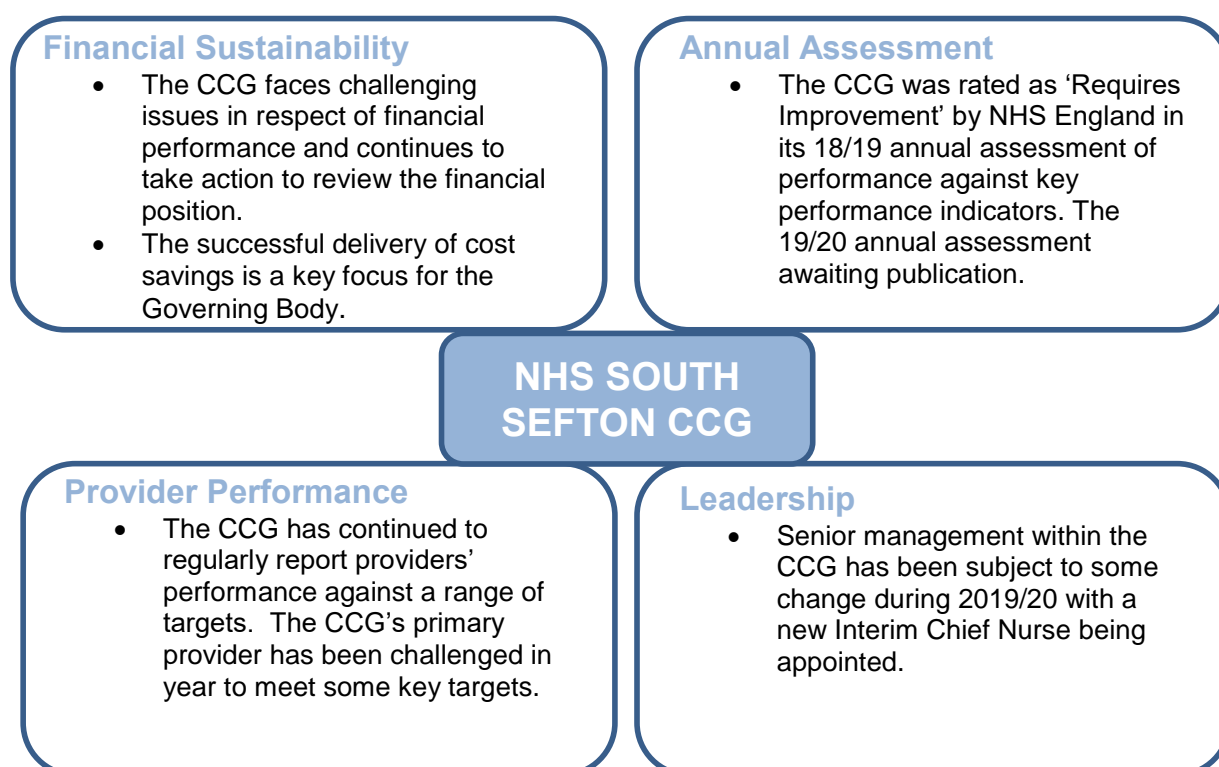 Financial Sustainability
• The CCG faces challenging
issues in respect of financial
performance and continues to
take action to review the financial
position.
• The successful delivery of cost
savings is a key focus for the
Governing Body.
Annual Assessment
• The CCG was rated as ‘Requires
Improvement’ by NHS England in
its 18/19 annual assessment of
performance against key
performance indicators. The
19/20 annual assessment
awaiting publication.
NHS SOUTH
SEFTON CCG
Provider Performance
• The CCG has continued to
regularly report providers’
performance against a range of
targets.  The CCG’s primary
provider has been challenged in
year to meet some key targets.
Leadership
• Senior management within the
CCG has been subject to some
change during 2019/20 with a
new Interim Chief Nurse being
appointed.